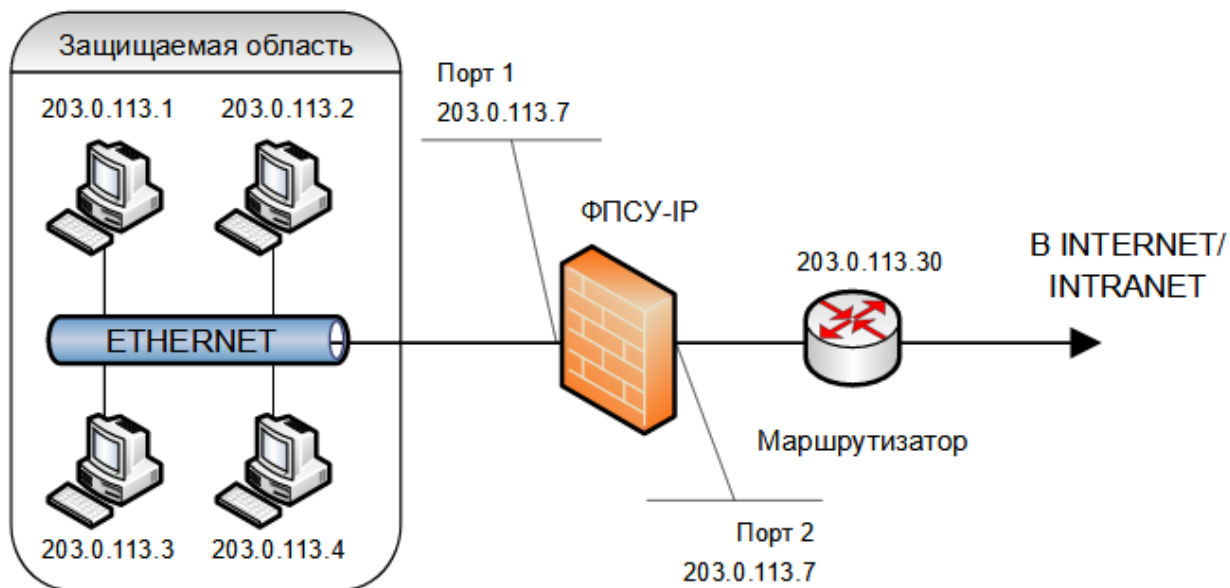 Защищаемая область
203.0.113.1
203.0.113.2
ETHERNET
203.0.113.3
203.0.113.4
Порт 1
203.0.113.7
ФПСУ-IP
203.0.113.30
Маршрутизатор
Порт 2
203.0.113.7
В INTERNET/
INTRANET